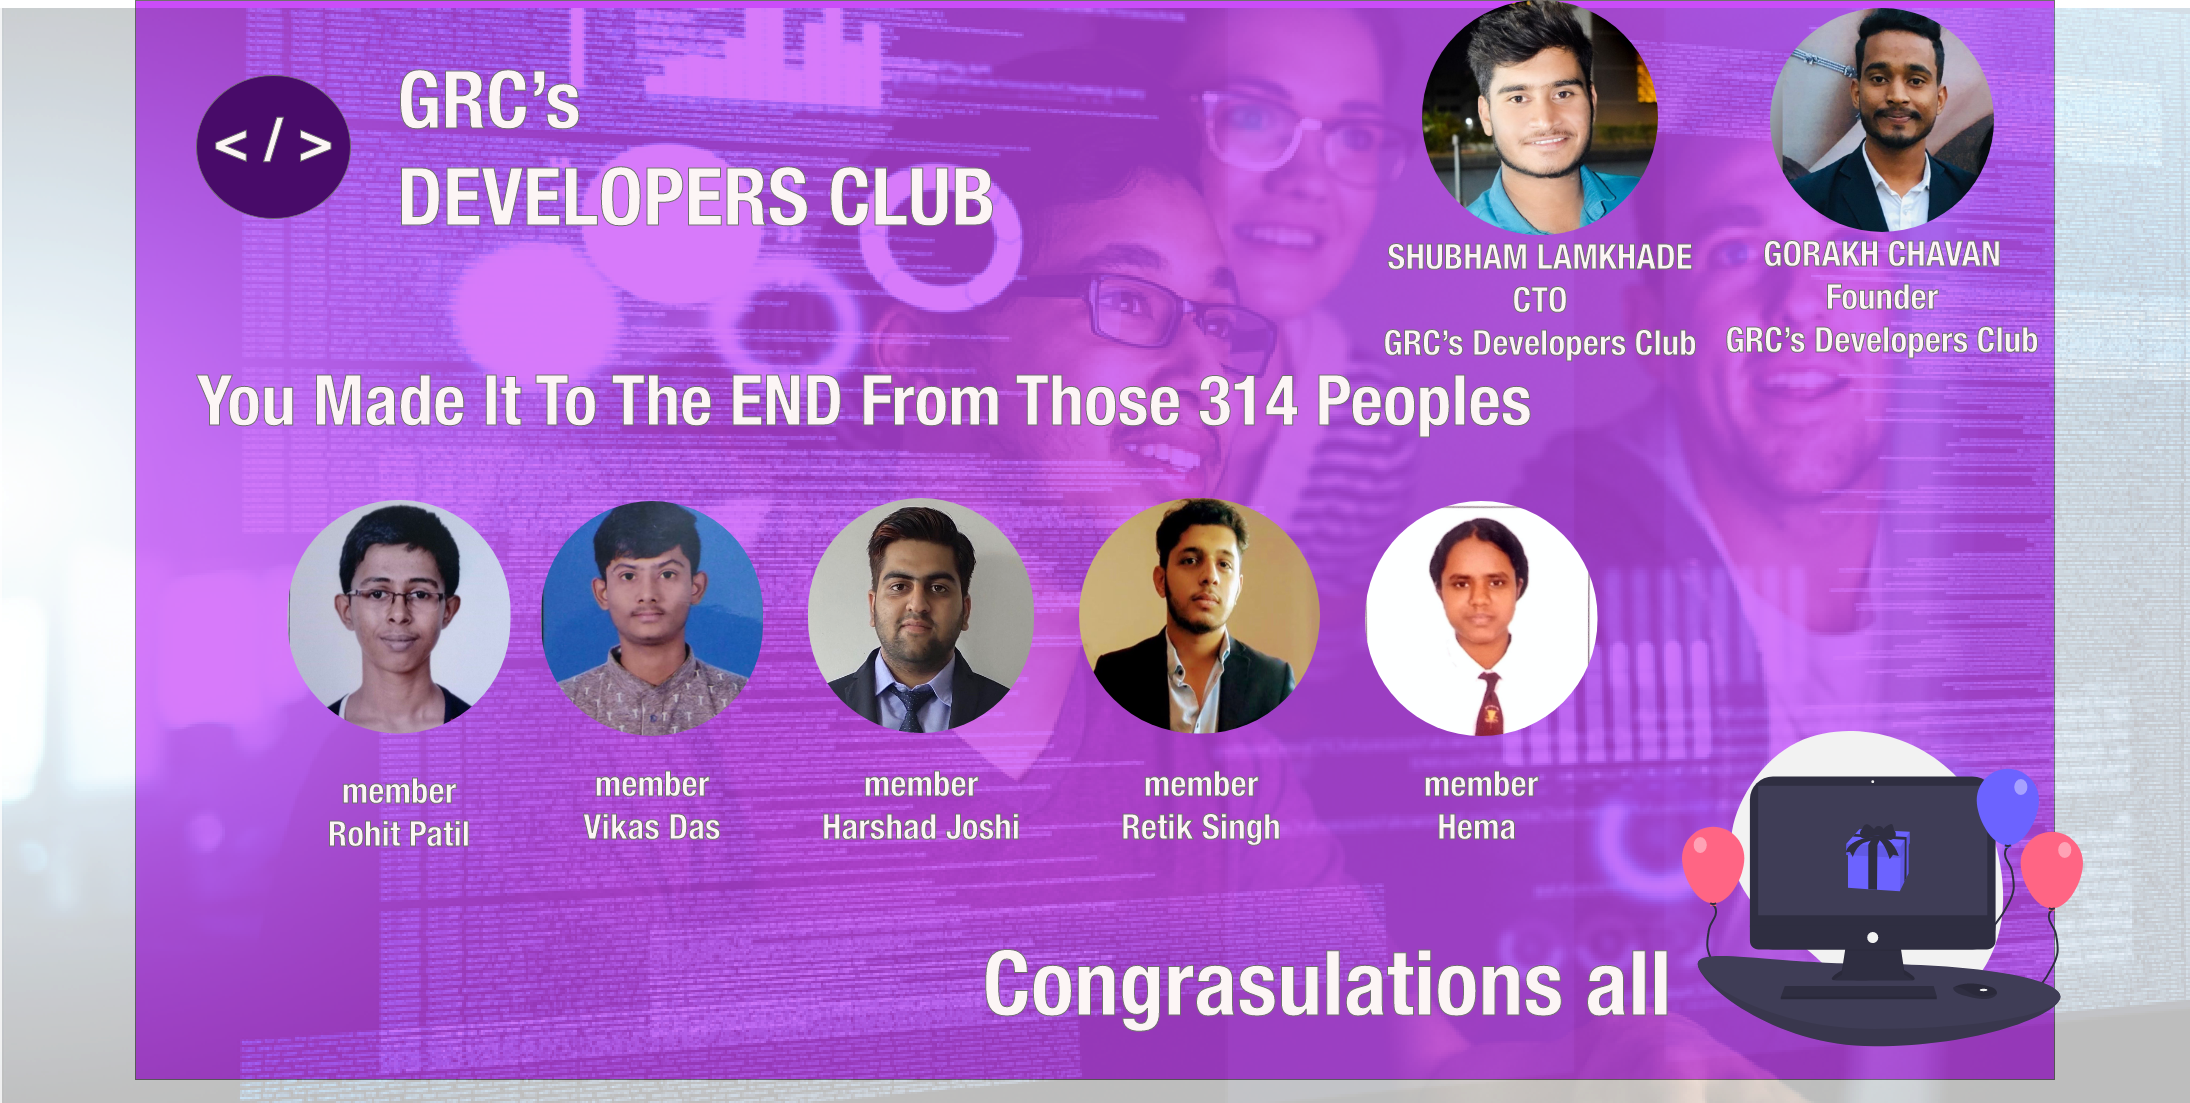 < / >
GRC’s
DEVELOPERS CLUB
SHUBHAM LAMKHADE
CTO
GRC’s Developers Club
GORAKH CHAVAN
Founder
GRC’s Developers Club
You Made It To The END From Those 314 Peoples
member
Rohit Patil
member
Vikas Das
member
Harshad Joshi
member
Retik Singh
member
Hema
Congrasulations all